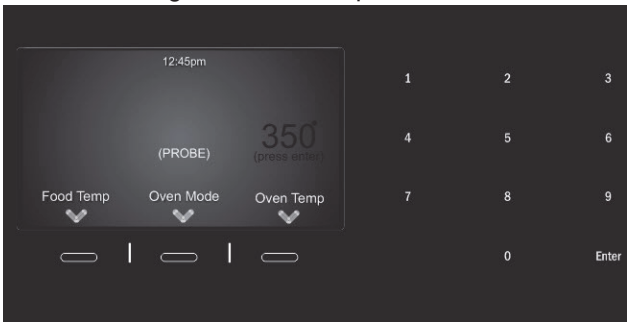 12:45pm
350°
(PROBE)
(press enter)
Food Temp
Oven Mode
Oven Temp
1 2 3
4 5 6
7 8 9
0 Enter